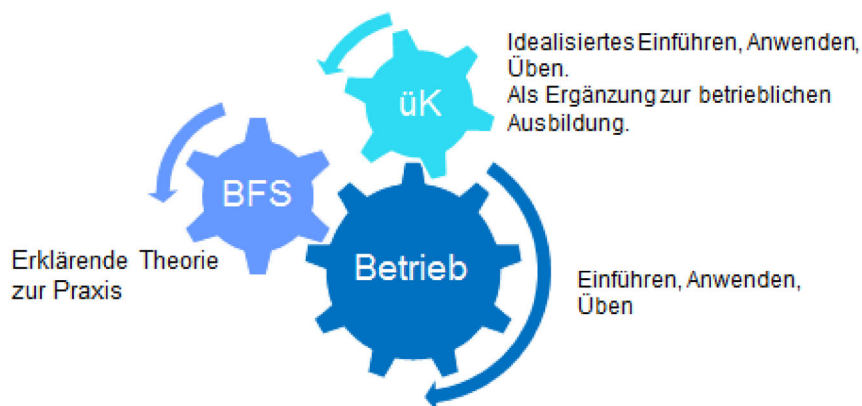 Idealisiertes Einführen, Anwenden,
Üben.
Als Ergänzung zur betrieblichen
Ausbildung.
üK
BFS
Erklärende Theorie
zur Praxis
Betrieb
Einführen, Anwenden,
Üben